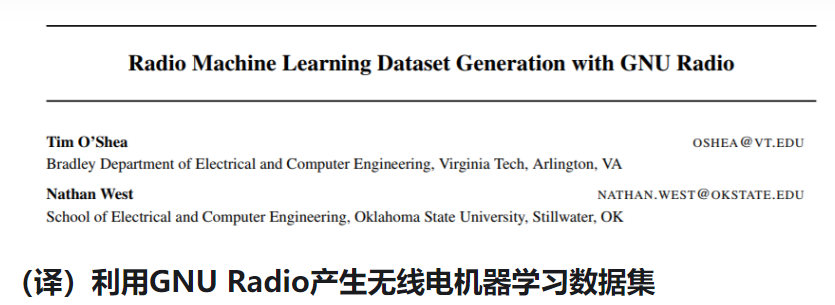 Radio Machine Learning Dataset Generation with GNU Radio
Tim O'Shea OSHEA@VT.EDU
Bradley Department of Electrical and Computer Engineering, Virginia Tech, Arlington, VA
Nathan West NATHAN.WEST@OKSTATE.EDU
School of Electrical and Computer Engineering, Oklahoma State University, Stillwater, OK
（译）利用GNU Radio产生无线电机器学习数据集